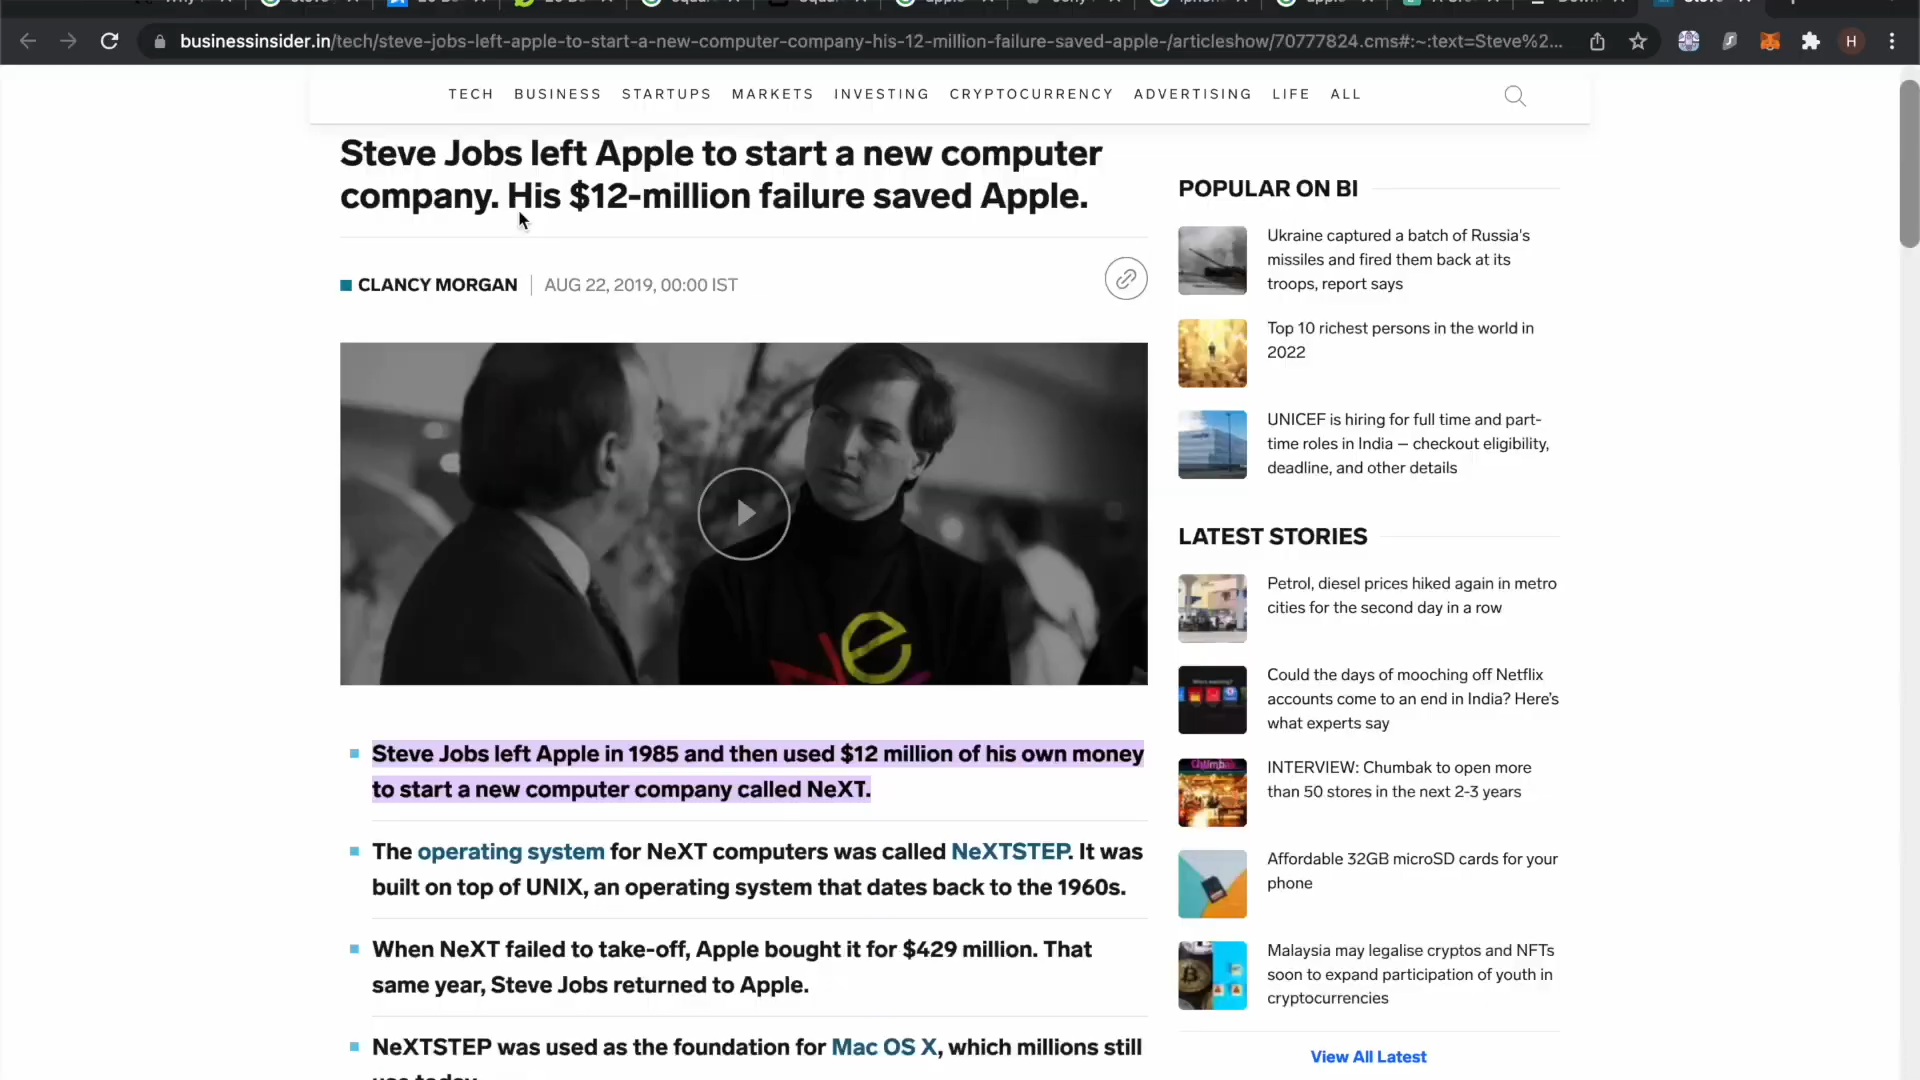 businessinsider.in/tech/steve-jobs-left-apple-to-start-a-new-computer-company-his-12-million-failure-saved-apple-/articleshow/70777824.cms#:~:text=Steve%2...
H
TECH BUSINESS STARTUPS MARKETS INVESTING CRYPTOCURRENCY ADVERTISING LIFE ALL
Steve Jobs left Apple to start a new computer
company. His $12-million failure saved Apple.
CLANCY MORGAN AUG 22, 2019, 00:00 IST
e
Steve Jobs left Apple in 1985 and then used $12 million of his own money
to start a new computer company called NeXT.
The operating system for NeXT computers was called NeXTSTEP. It was
built on top of UNIX, an operating system that dates back to the 1960s.
When NeXT failed to take-off, Apple bought it for $429 million. That
same year, Steve Jobs returned to Apple.
NeXTSTEP was used as the foundation for Mac OS X, which millions still
use today.
POPULAR ON BI
Ukraine captured a batch of Russia's
missiles and fired them back at its
troops, report says
Top 10 richest persons in the world in
2022
UNICEF is hiring for full time and part-
time roles in India – checkout eligibility,
deadline, and other details
LATEST STORIES
Petrol, diesel prices hiked again in metro
cities for the second day in a row
Could the days of mooching off Netflix
accounts come to an end in India? Here's
what experts say
Chumbak
INTERVIEW: Chumbak to open more
than 50 stores in the next 2-3 years
Affordable 32GB microSD cards for your
phone
Malaysia may legalise cryptos and NFTs
soon to expand participation of youth in
cryptocurrencies
View All Latest